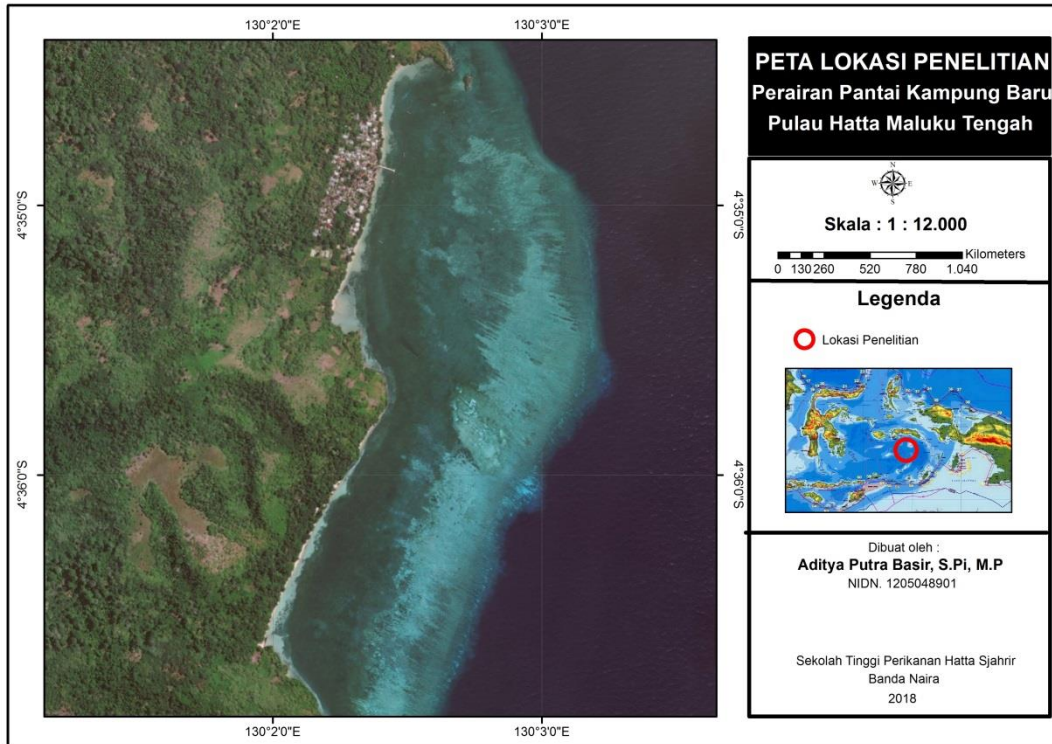 130°2'0"E
130°3'0"E
4°35'0"S
4°35'0"S
4°36'0"S
4°36'0"S
130°2'0"E
130°3'0"E
PETA LOKASI PENELITIAN
Perairan Pantai Kampung Baru
Pulau Hatta Maluku Tengah
N
W
E
S
Skala : 1 : 12.000
Kilometers
0 130 260 520 780 1.040
Legenda
Lokasi Penelitian
Dibuat oleh :
Aditya Putra Basir, S.Pi, M.P
NIDN. 1205048901
Sekolah Tinggi Perikanan Hatta Sjahrir
Banda Naira
2018